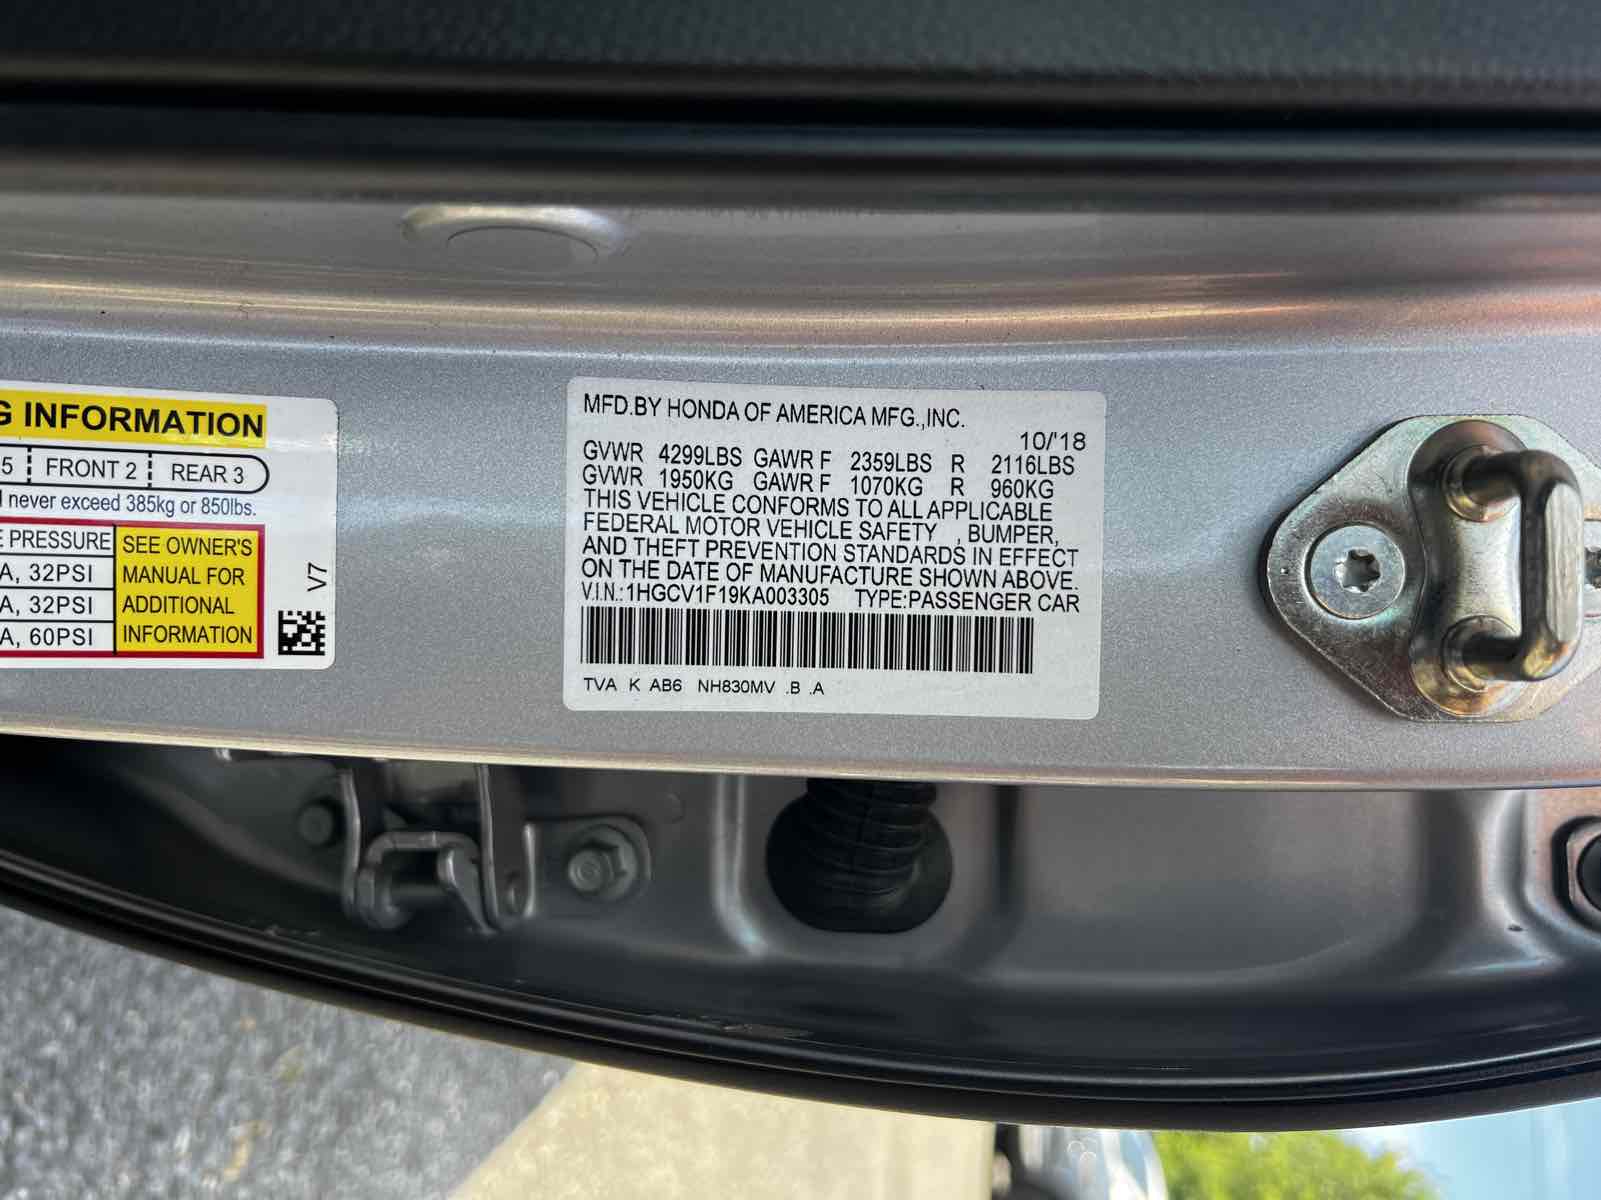 G INFORMATION
5 FRONT 2 REAR 3
never exceed 385kg or 850lbs.
E PRESSURE
A, 32PSI
A, 32PSI
A, 60PSI
SEE OWNER'S
MANUAL FOR
ADDITIONAL
INFORMATION
V7
MFD.BY HONDA OF AMERICA MFG.,INC.
10/'18
GVWR 4299LBS GAWR F 2359LBS R 2116LBS
GVWR 1950KG GAWR F 1070KG R 960KG
THIS VEHICLE CONFORMS TO ALL APPLICABLE
FEDERAL MOTOR VEHICLE SAFETY , BUMPER,
AND THEFT PREVENTION STANDARDS IN EFFECT
ON THE DATE OF MANUFACTURE SHOWN ABOVE.
V.I.N.:1HGCV1F19KA003305 TYPE:PASSENGER CAR
TVA K AB6 NH830MV .B .A